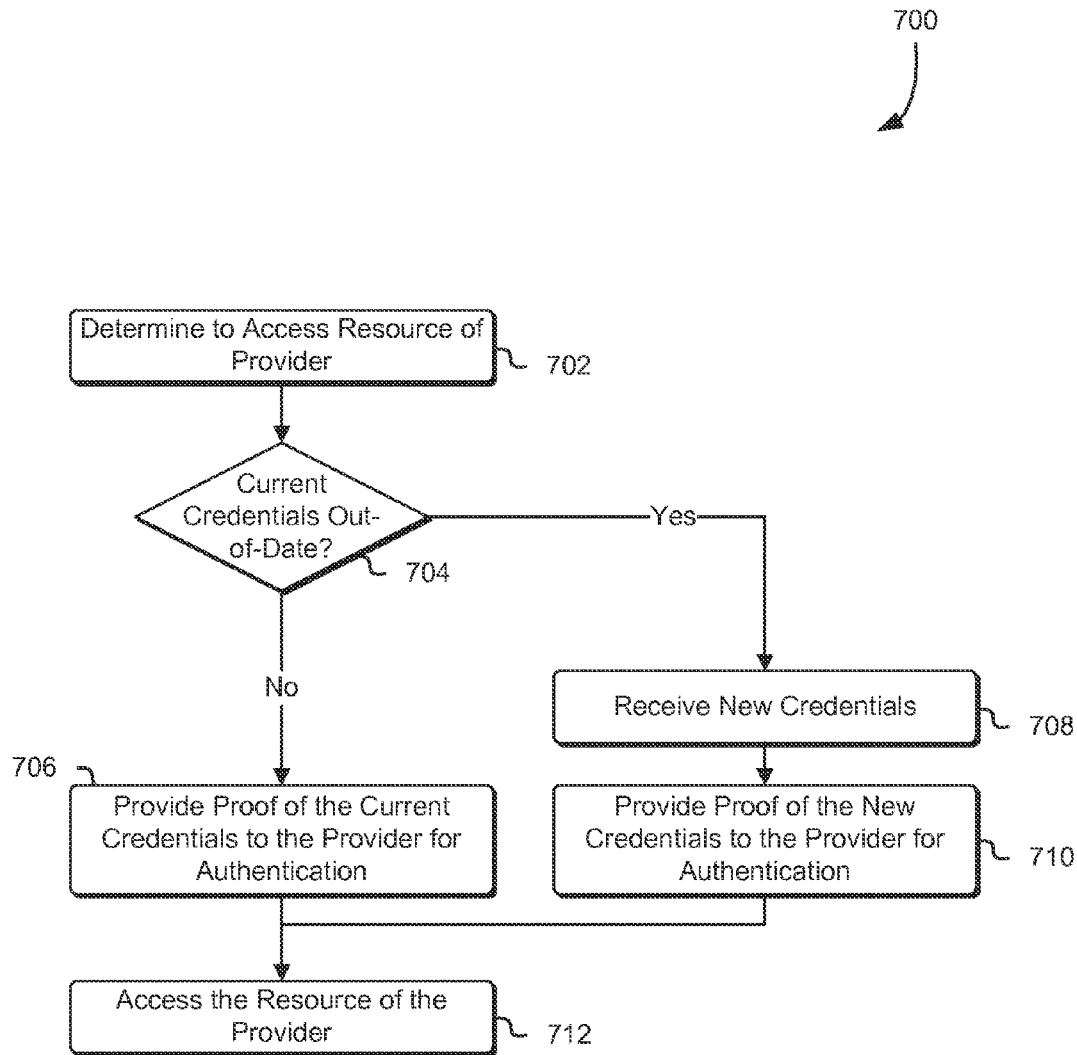 700
Determine to Access Resource of
Provider
702
Current
Credentials Out-
of-Date?
704
Yes
No
Receive New Credentials
708
706
Provide Proof of the Current
Credentials to the Provider for
Authentication
Provide Proof of the New
Credentials to the Provider for
Authentication
710
Access the Resource of the
Provider
712